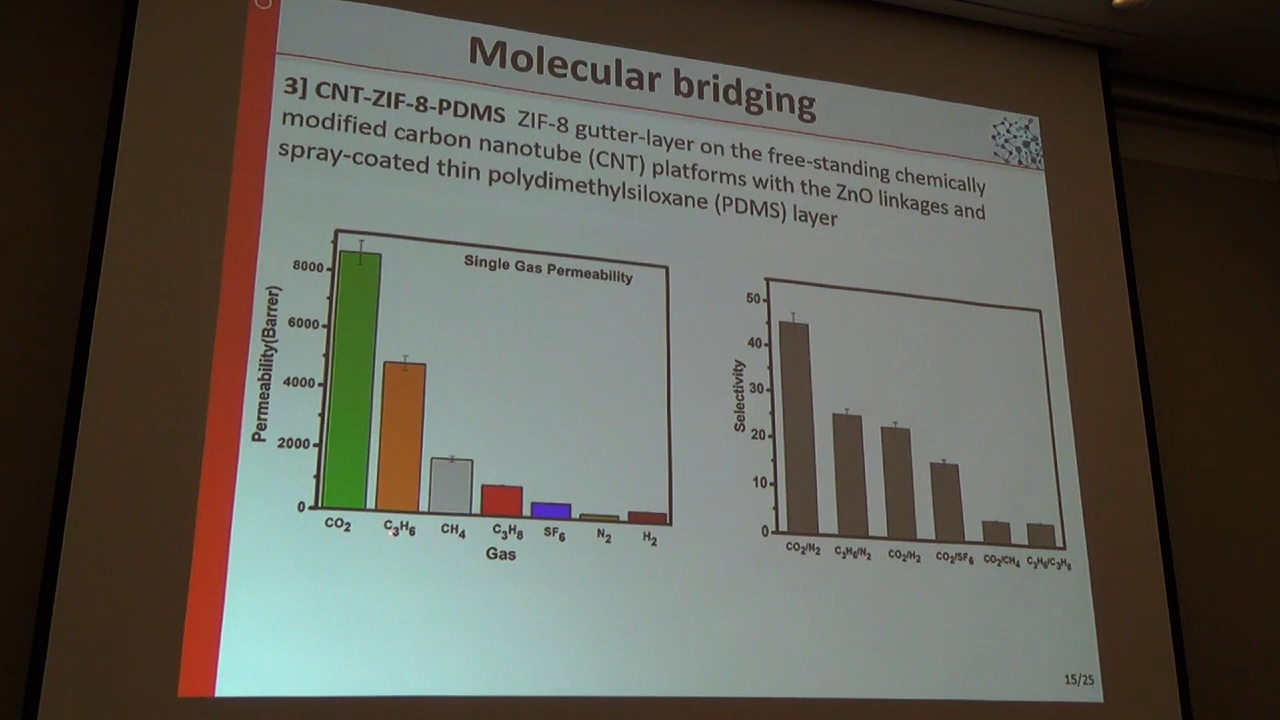 Molecular bridging
3] CNT-ZIF-8-PDMS ZIF-8 gutter-layer on the free-standing chemically
modified carbon nanotube (CNT) platforms with the ZnO linkages and
spray-coated thin polydimethylsiloxane (PDMS) layer
Single Gas Permeability
Permeability(Barrer)
8000
6000
4000
2000
0
CO2 C3H6 CH4 C3H8 SF6 N2 H2
Gas
Selectivity
50
40
30
20
10
0
CO2/N2 C3H6/N2 CO2/H2 CO2/SF6 CO2/CH4 C3H6/C3H8
15/25